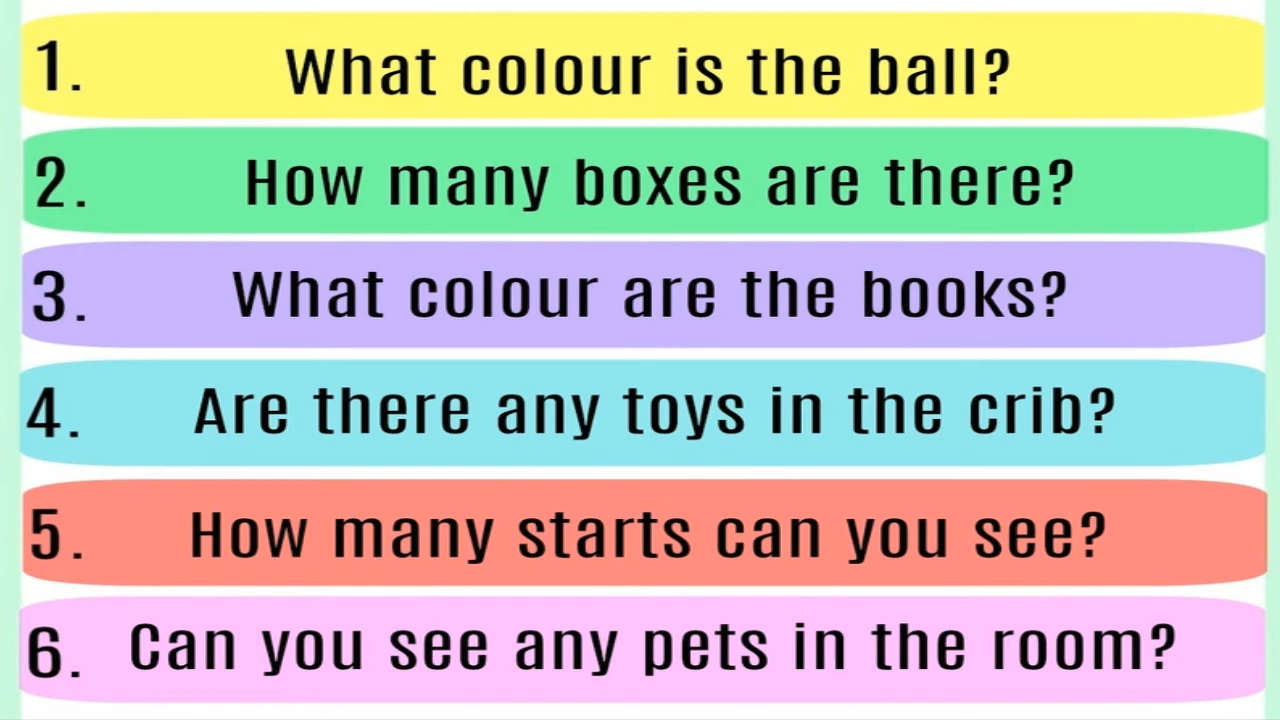 1. What colour is the ball?
2. How many boxes are there?
3. What colour are the books?
4. Are there any toys in the crib?
5. How many starts can you see?
6. Can you see any pets in the room?